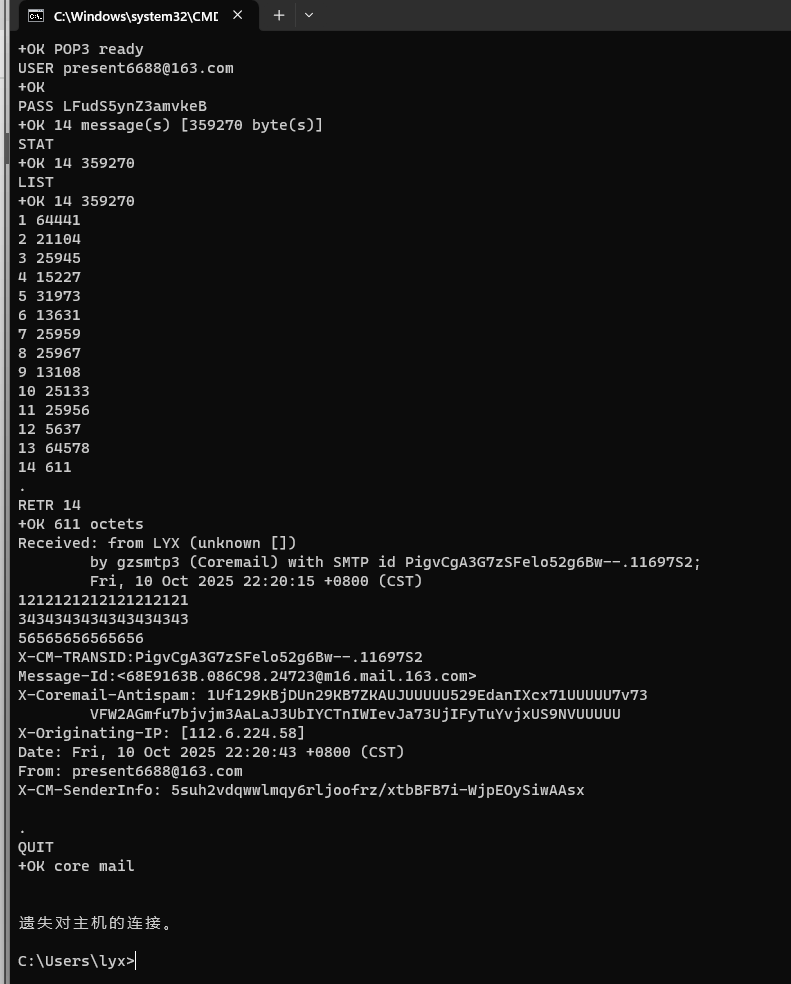 C:\Windows\system32\CMD
+OK POP3 ready
USER present6688@163.com
+OK
PASS LFudS5ynZ3amvkeB
+OK 14 message(s) [359270 byte(s)]
STAT
+OK 14 359270
LIST
+OK 14 359270
1 64441
2 21104
3 25945
4 15227
5 31973
6 13631
7 25959
8 25967
9 13108
10 25133
11 25956
12 5637
13 64578
14 611
.
RETR 14
+OK 611 octets
Received: from LYX (unknown [])
by gzsmtp3 (Coremail) with SMTP id PigvCgA3G7zSFelo52g6Bw--.11697S2;
Fri, 10 Oct 2025 22:20:15 +0800 (CST)
1212121212121212121
3434343434343434343
56565656565656
X-CM-TRANSID:PigvCgA3G7zSFelo52g6Bw--.11697S2
Message-Id:<68E9163B.086C98.24723@m16.mail.163.com>
X-Coremail-Antispam: 1Uf129KBjDUn29KB7ZKAUJUUUUU529EdanIXcx71UUUUU7v73
VFW2AGmfu7bjvjm3AaLaJ3UbIYCTnIWIevJa73UjIFyTuYvjxUS9NVUUUUU
X-Originating-IP: [112.6.224.58]
Date: Fri, 10 Oct 2025 22:20:43 +0800 (CST)
From: present6688@163.com
X-CM-SenderInfo: 5suh2vdqwwlmqy6rljoofrz/xtbBFB7i-WjpEOySiwAAsx
.
QUIT
+OK core mail
遗失对主机的连接。
C:\Users\lyx>